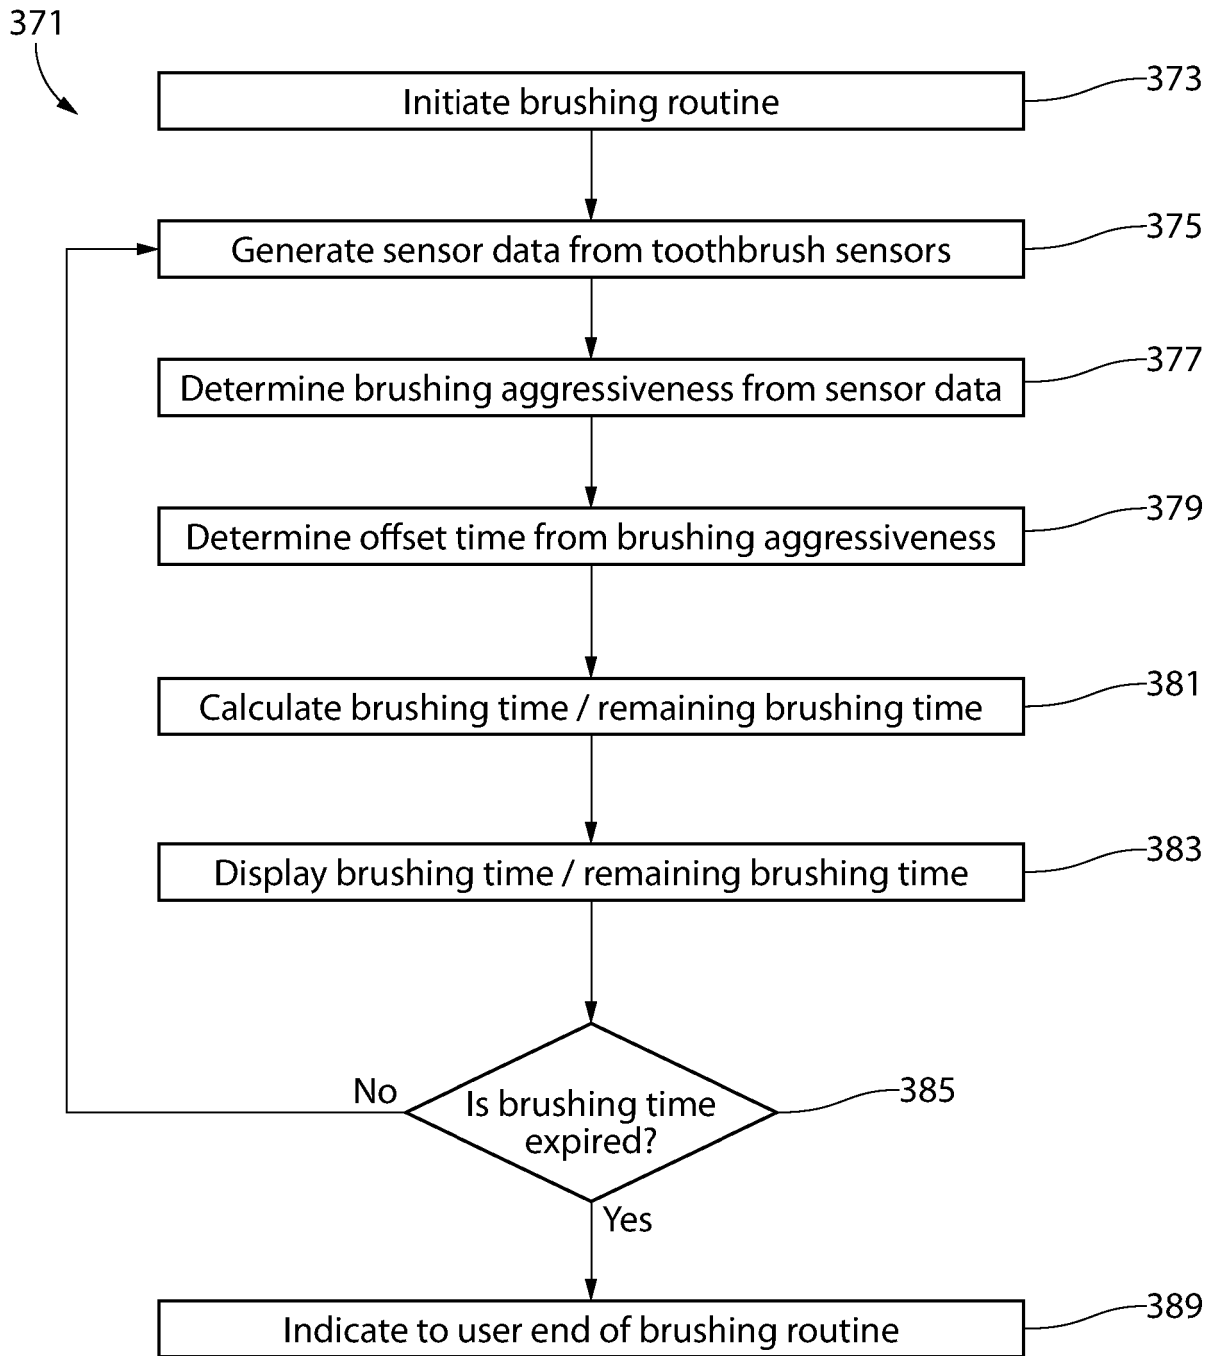 371
Initiate brushing routine
373
Generate sensor data from toothbrush sensors
375
Determine brushing aggressiveness from sensor data
377
Determine offset time from brushing aggressiveness
379
Calculate brushing time / remaining brushing time
381
Display brushing time / remaining brushing time
383
No
Is brushing time
expired?
385
Yes
Indicate to user end of brushing routine
389